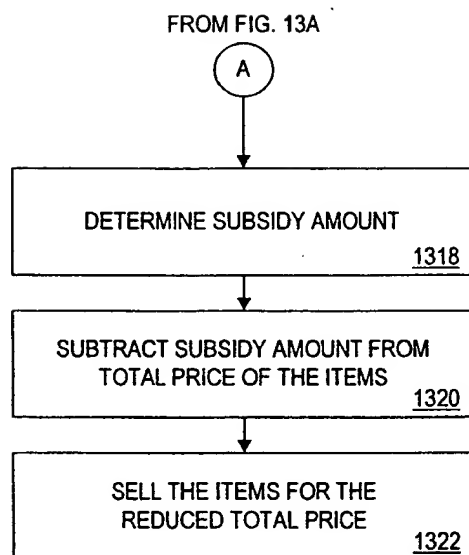 FROM FIG. 13A
A
DETERMINE SUBSIDY AMOUNT
1318
SUBTRACT SUBSIDY AMOUNT FROM
TOTAL PRICE OF THE ITEMS
1320
SELL THE ITEMS FOR THE
REDUCED TOTAL PRICE
1322